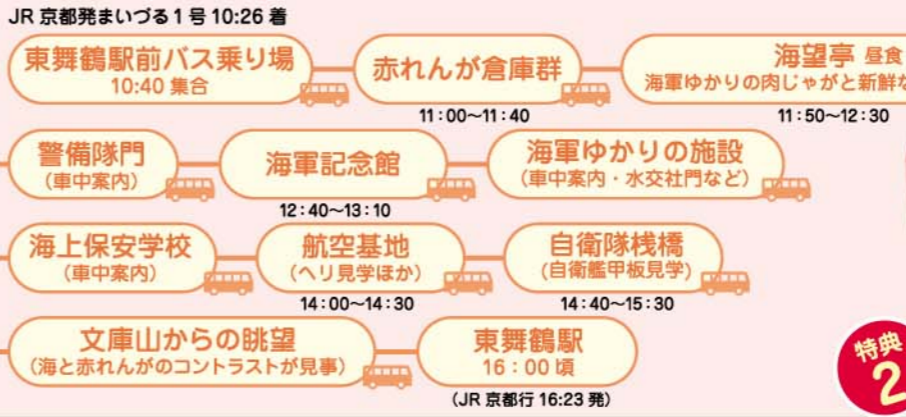 JR 京都発まいづる1号 10:26 着
東舞鶴駅前バス乗り場
10:40 集合
赤れんが倉庫群
11:00〜11:40
海望亭 昼食
海軍ゆかりの肉じゃがと新鮮な
11:50〜12:30
警備隊門
(車中案内)
海軍記念館
12:40〜13:10
海軍ゆかりの施設
(車中案内・水交社門など)
海上保安学校
(車中案内)
航空基地
(ヘリ見学ほか)
14:00〜14:30
自衛隊桟橋
(自衛艦甲板見学)
14:40〜15:30
文庫山からの眺望
(海と赤れんがのコントラストが見事)
東舞鶴駅
16:00 頃
(JR 京都行 16:23 発)
特典
2